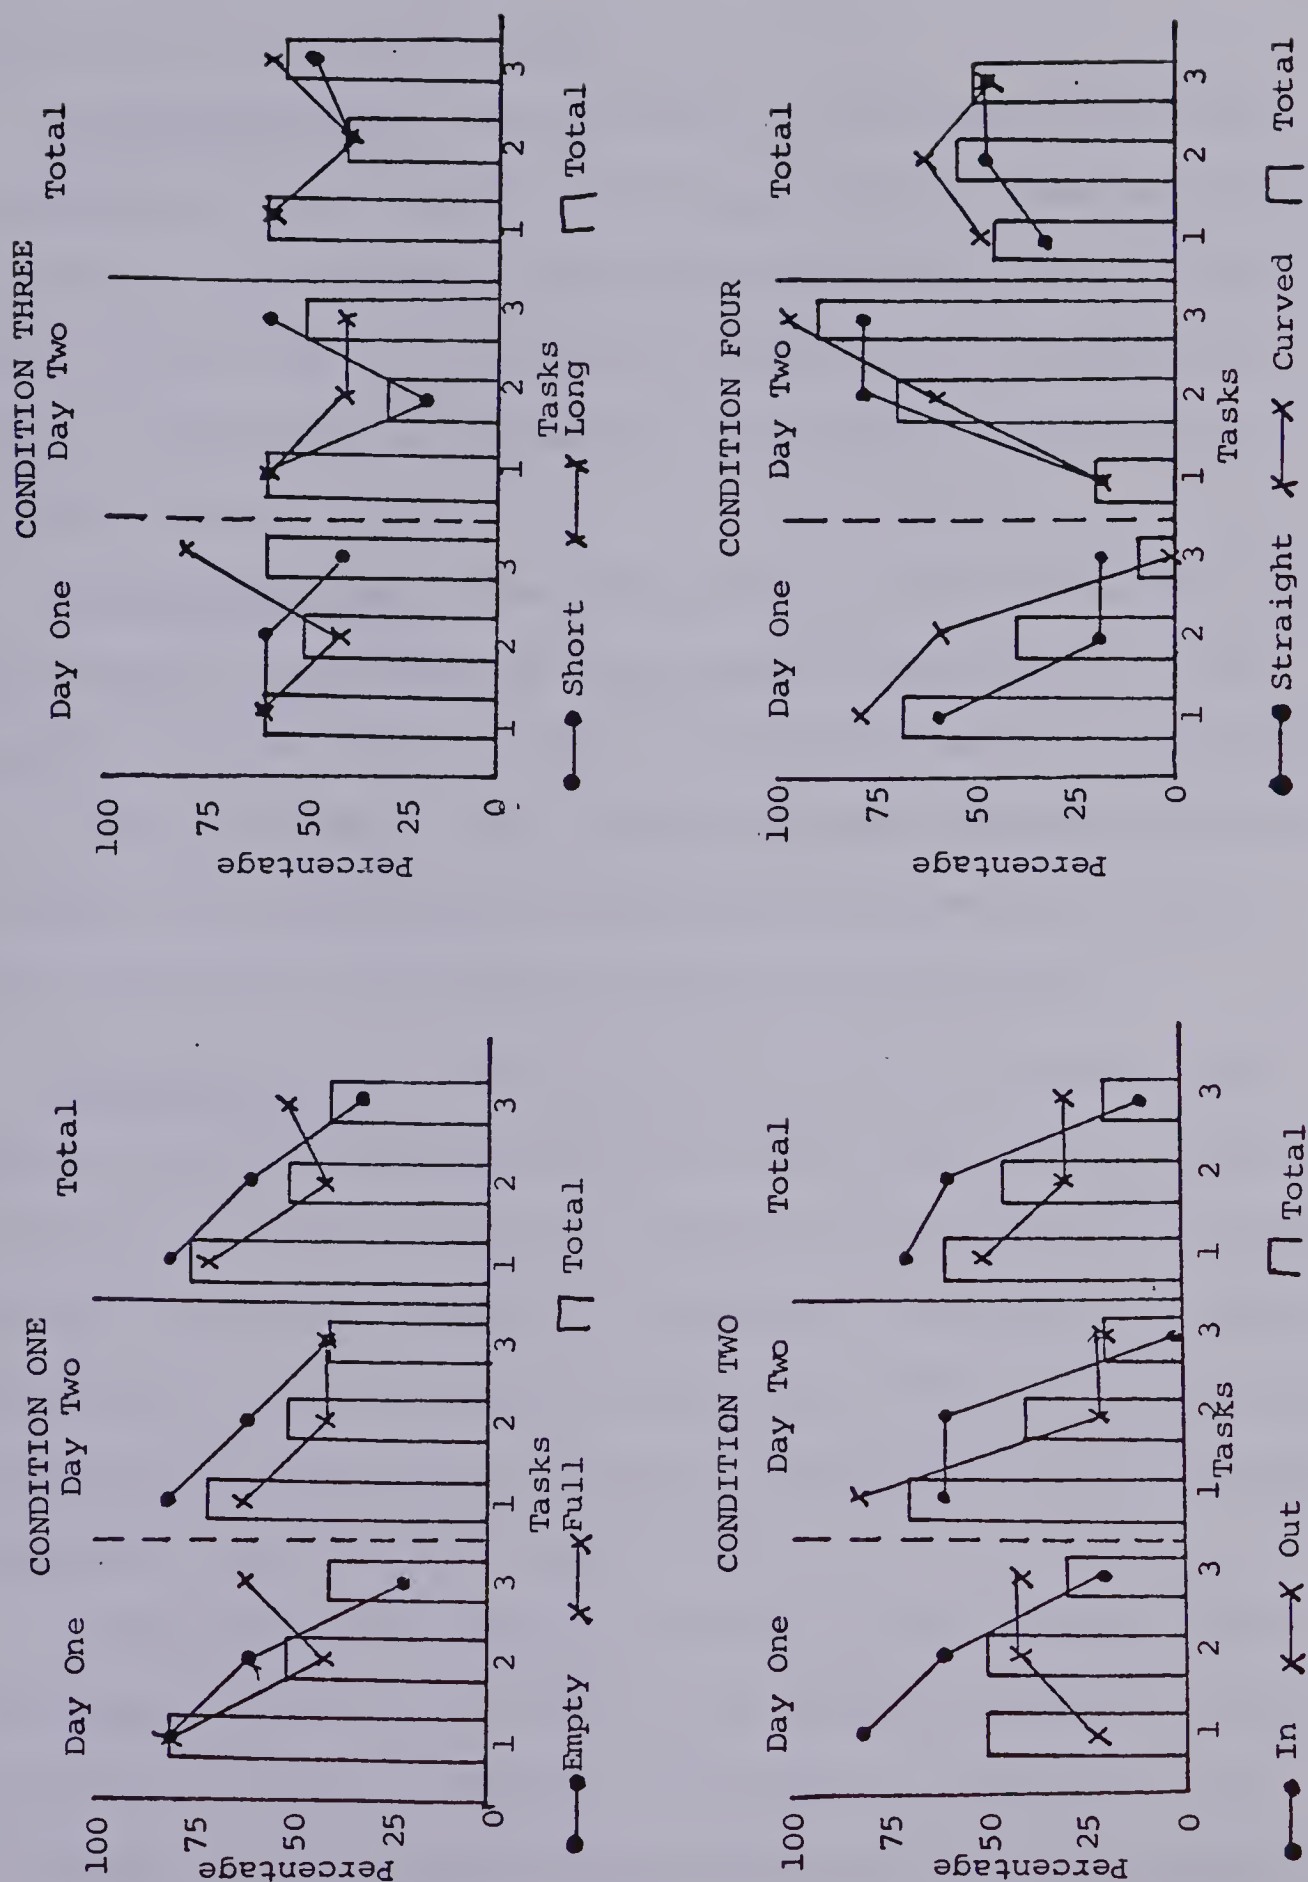 CONDITION ONE
Day One Day Two Total
100
75
50
25
0
Percentage
1 2 3 1 2 3 1 2 3
Tasks
Empty Full Total
CONDITION THREE
Day One Day Two Total
100
75
50
25
0
Percentage
1 2 3 1 2 3 1 2 3
Tasks
Short Long Total
CONDITION TWO
Day One Day Two Total
100
75
50
25
0
Percentage
1 2 3 1 2 3 1 2 3
Tasks
In Out Total
CONDITION FOUR
Day One Day Two Total
100
75
50
25
0
Percentage
1 2 3 1 2 3 1 2 3
Tasks
Straight Curved Total